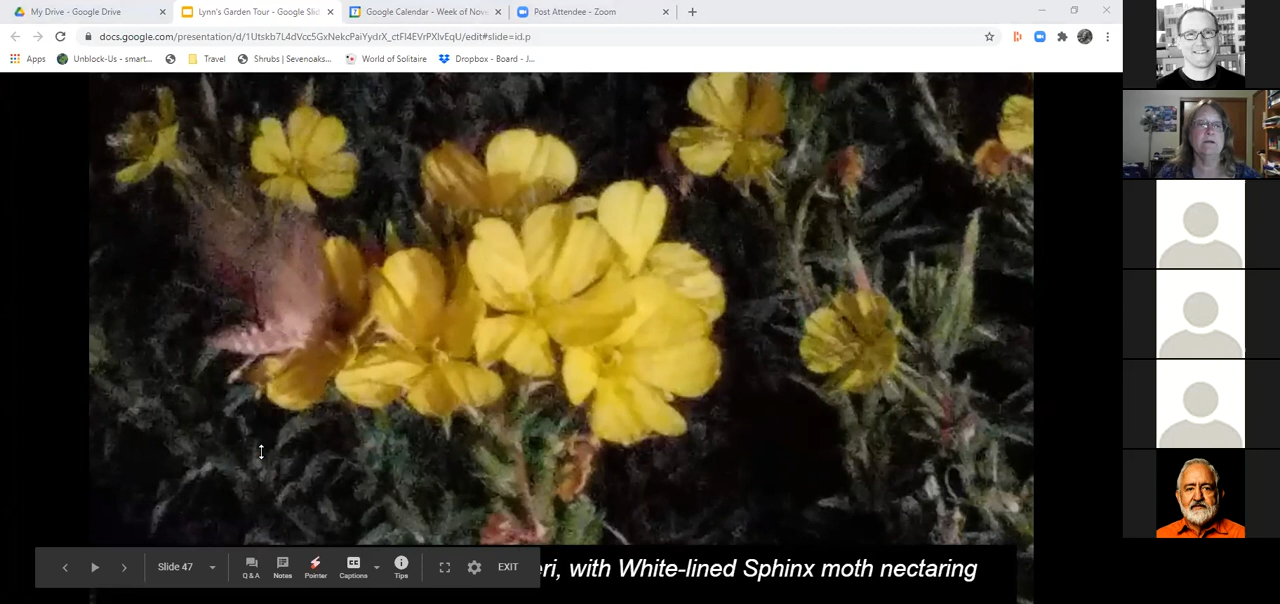 My Drive - Google Drive
Lynn's Garden Tour - Google Slid
Google Calendar - Week of Nove
Post Attendee - Zoom
docs.google.com/presentation/d/1Utskb7L4dVcc5GxNekcPaiYydrX_ctFl4EVrPXlvEqU/edit#slide=id.p
Apps
Unblock-Us - smart...
Travel
Shrubs | Sevenoaks...
World of Solitaire
Dropbox - Board - J...
Slide 47
Q & A
Notes
Pointer
Captions
Tips
EXIT
eri, with White-lined Sphinx moth nectaring